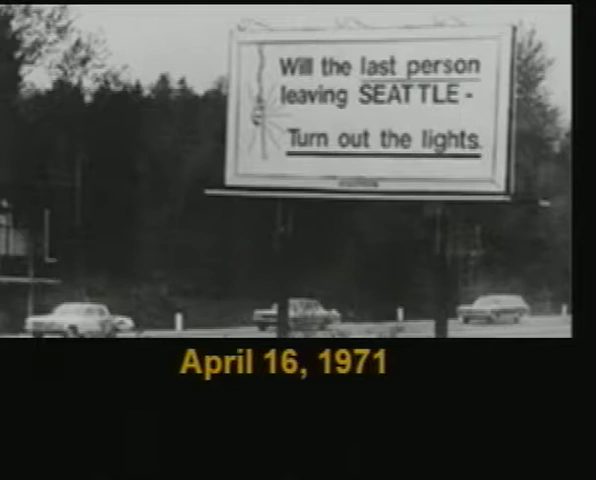 Will the last person
leaving SEATTLE -
Turn out the lights.
April 16, 1971